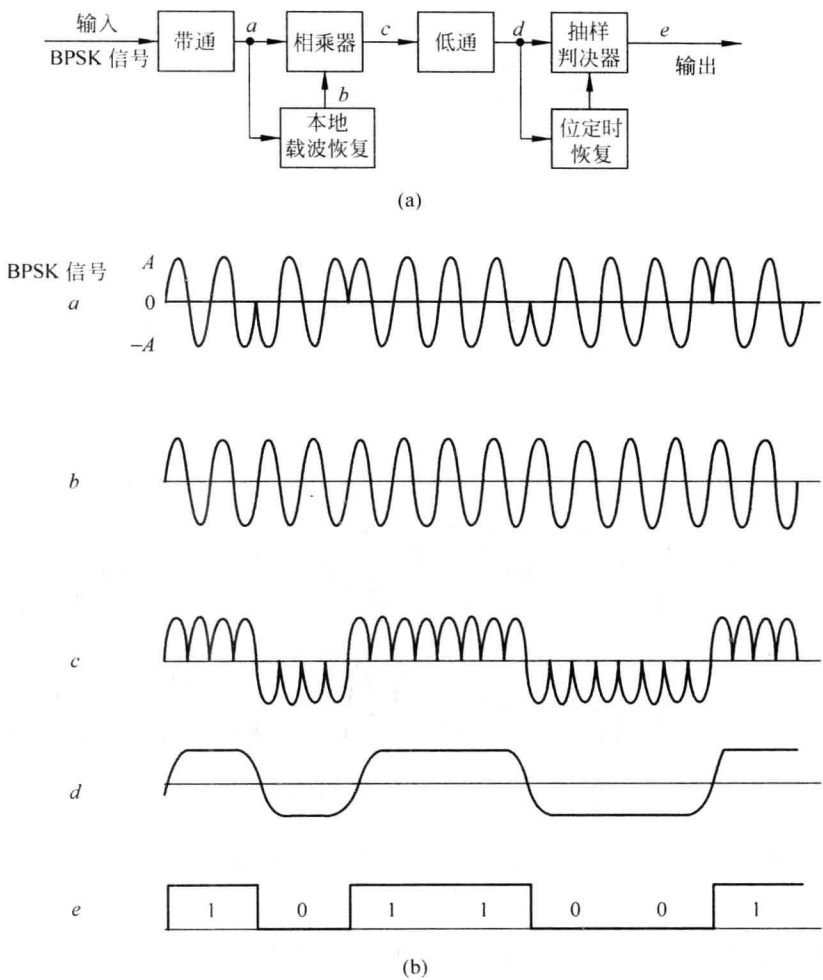 输入
BPSK 信号
带通
a
相乘器
c
低通
d
抽样
判决器
e
输出
b
本地
载波恢复
位定时
恢复
(a)
BPSK 信号
a
A
0
−A
b
c
d
e
1 0 1 1 0 0 1
(b)